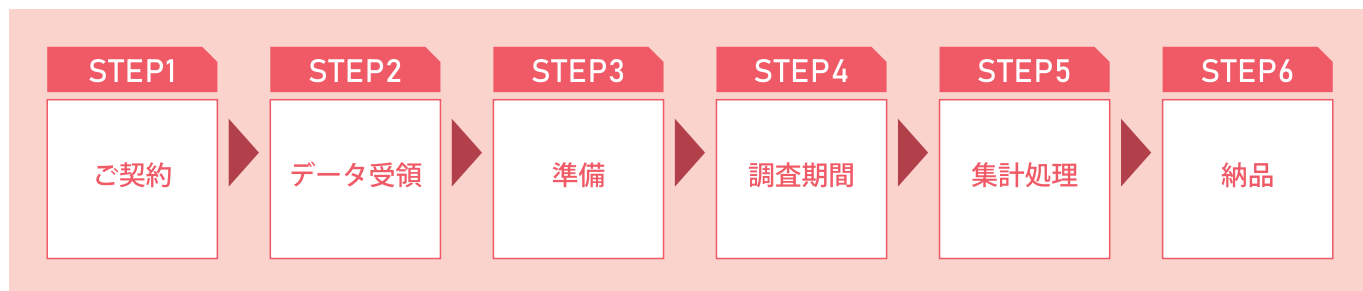 STEP1
ご契約
STEP2
データ受領
STEP3
準備
STEP4
調査期間
STEP5
集計処理
STEP6
納品